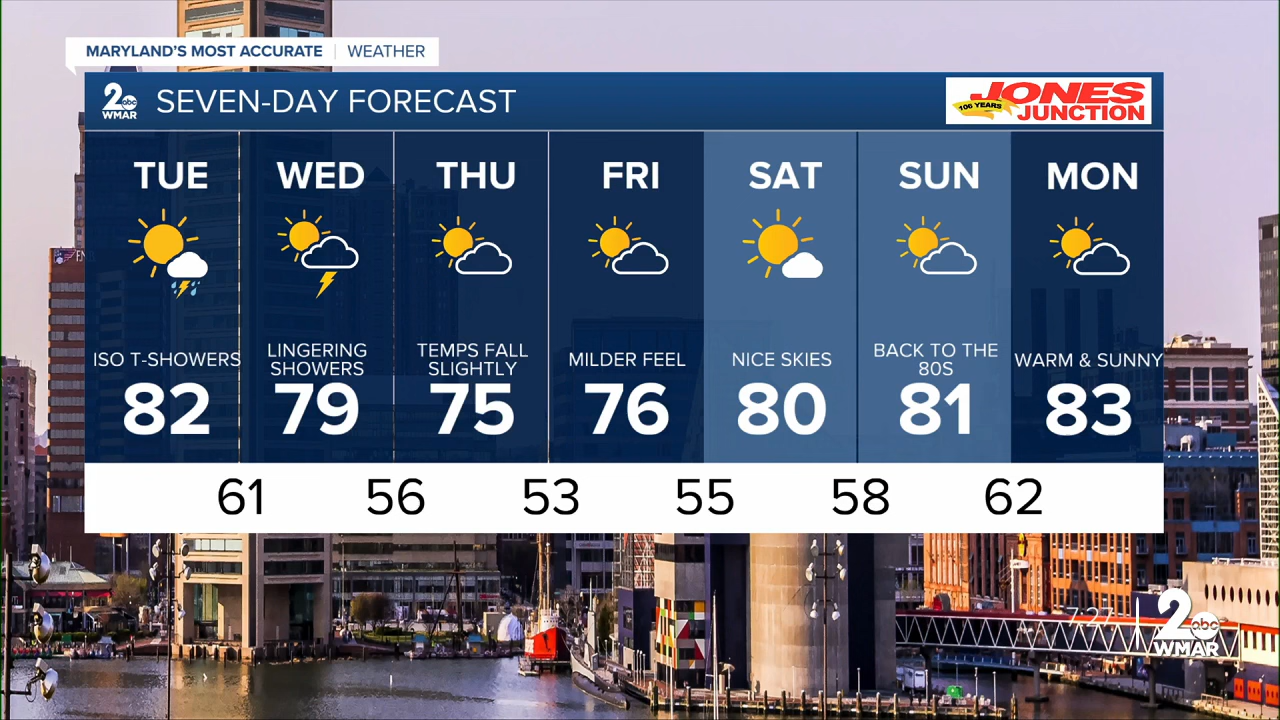 MARYLAND'S MOST ACCURATE | WEATHER
2 abc WMAR
SEVEN-DAY FORECAST
JONES
106 YEARS
JUNCTION
TUE WED THU FRI SAT SUN MON
ISO T-SHOWERS
LINGERING
SHOWERS
TEMPS FALL
SLIGHTLY
MILDER FEEL
NICE SKIES
BACK TO THE
80S
WARM & SUNNY
82 79 75 76 80 81 83
61 56 53 55 58 62
7:27
2 abc
WMAR